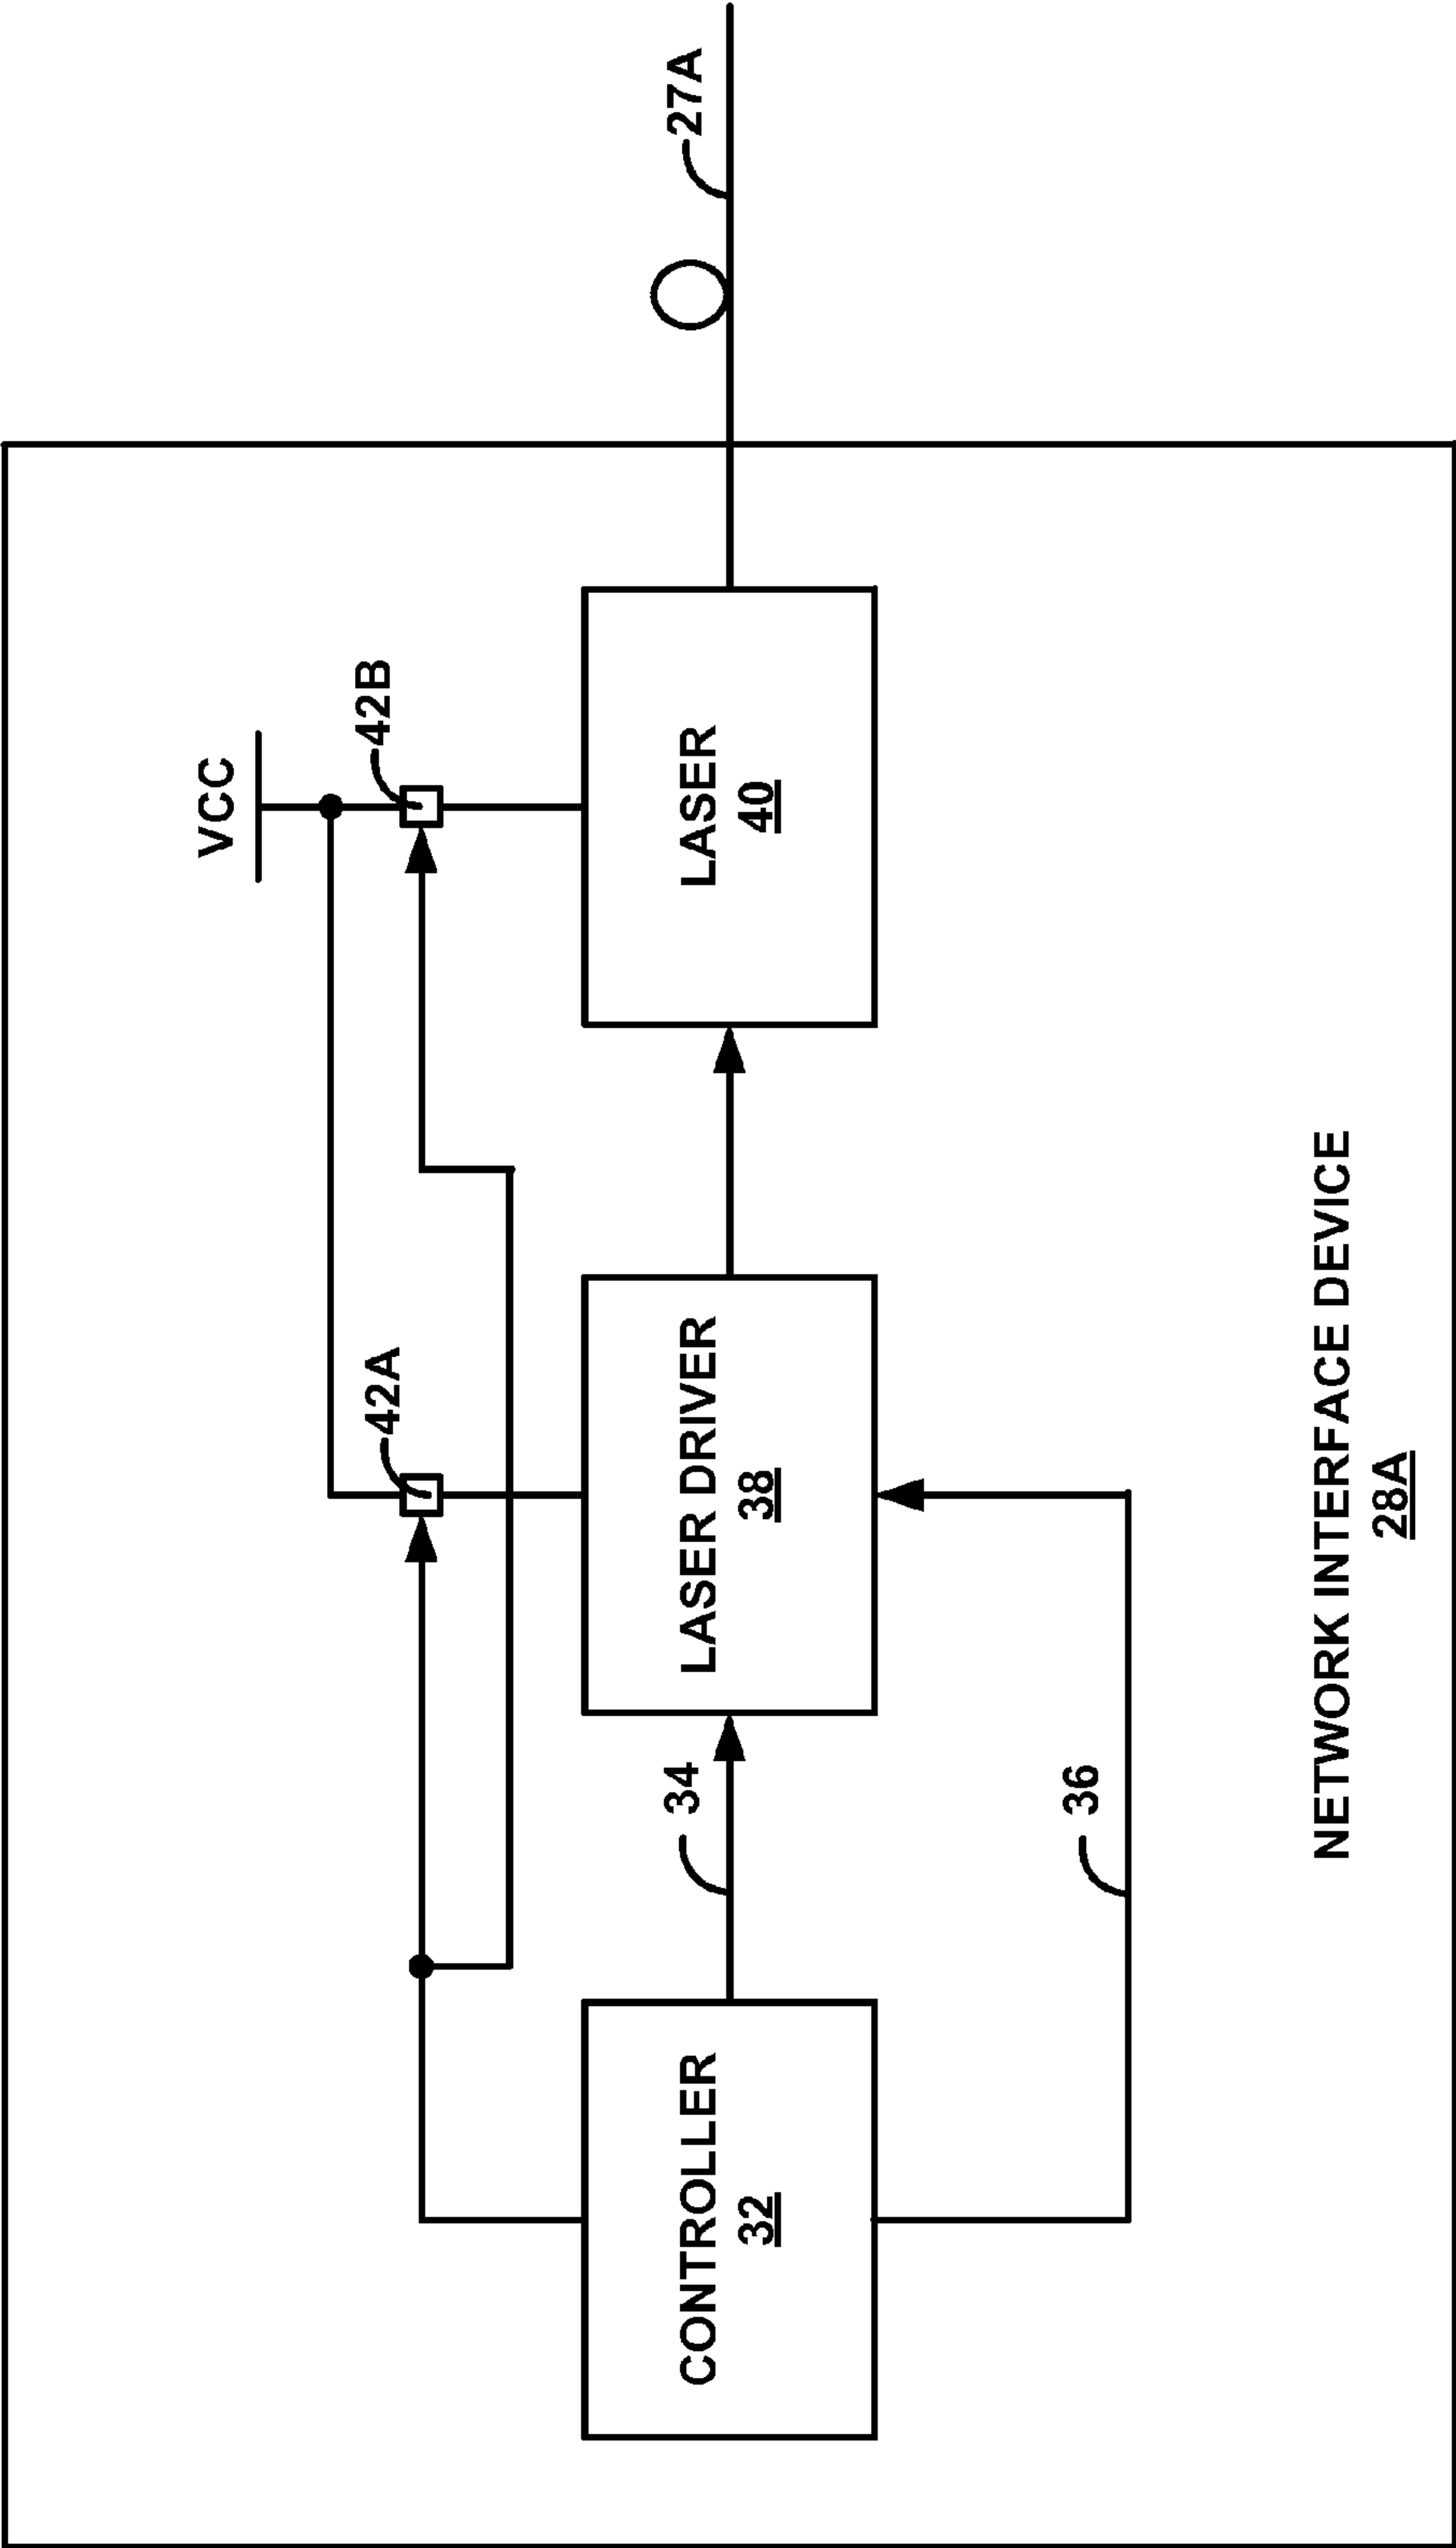 VCC
42A
42B
27A
CONTROLLER
32
34
LASER DRIVER
38
LASER
40
36
NETWORK INTERFACE DEVICE
28A